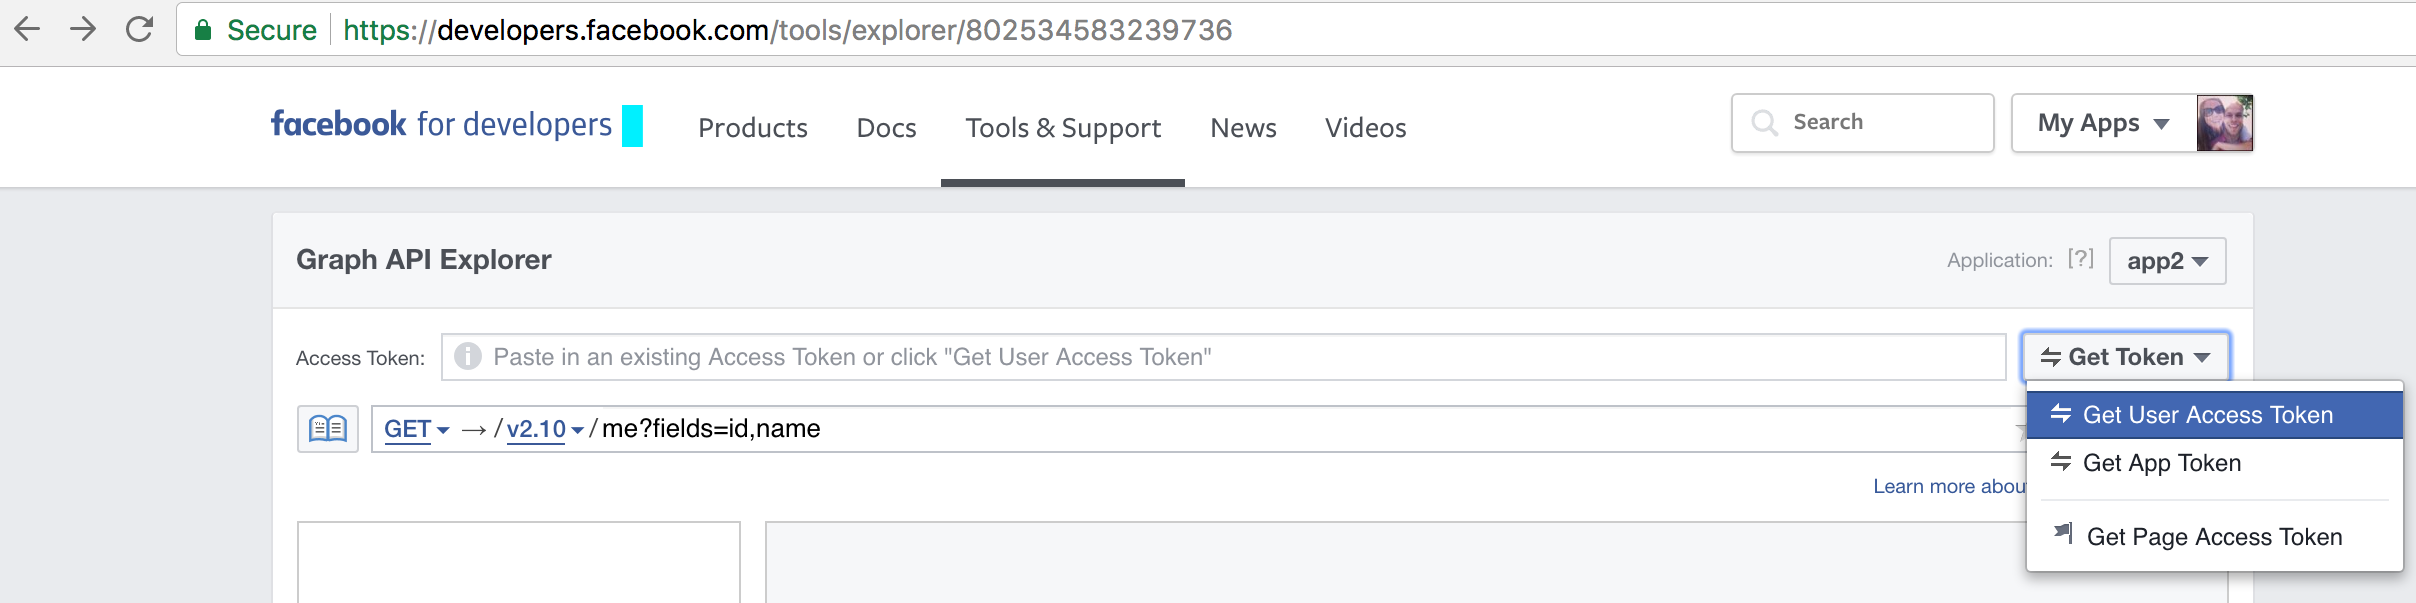 Secure https://developers.facebook.com/tools/explorer/802534583239736
facebook for developers Products Docs Tools & Support News Videos Search My Apps
Graph API Explorer Application: [?] app2
Access Token: Paste in an existing Access Token or click "Get User Access Token" Get Token
Get User Access Token
GET → /v2.10 /me?fields=id,name
Get App Token
Learn more abou
Get Page Access Token